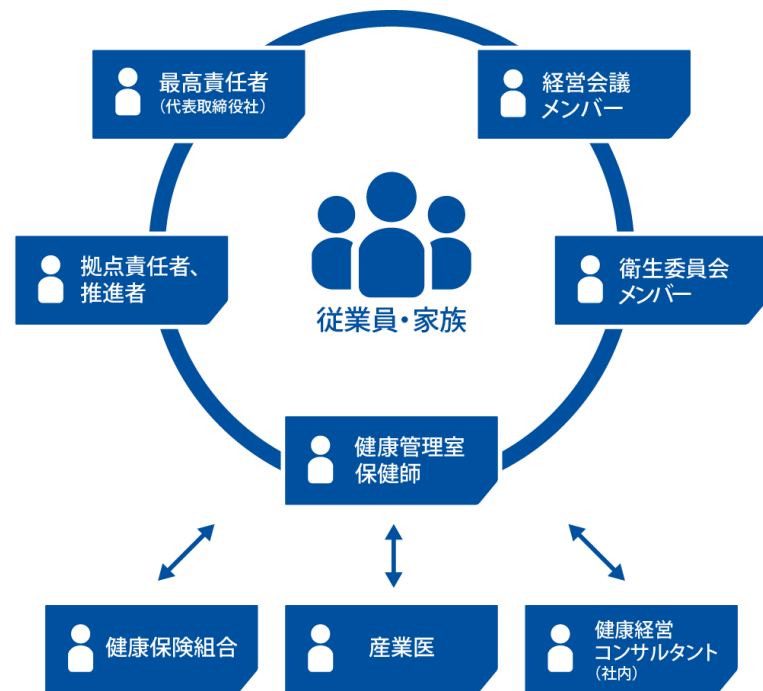 最高責任者
（代表取締役社）
経営会議
メンバー
拠点責任者、
推進者
従業員・家族
衛生委員会
メンバー
健康管理室
保健師
健康保険組合
産業医
健康経営
コンサルタント
（社内）